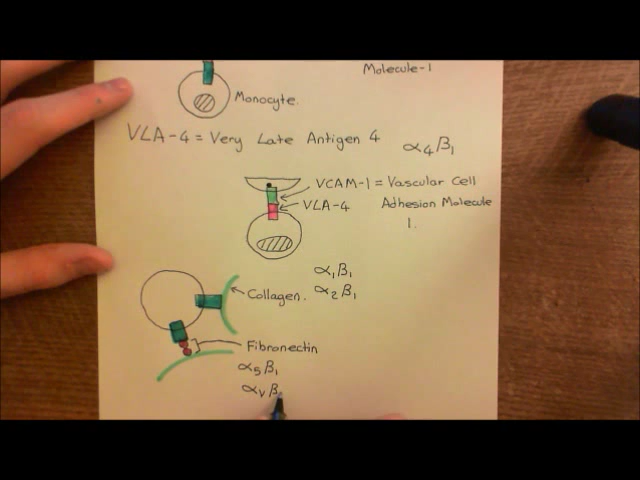 Molecule-1
Monocyte.
VLA-4 = Very Late Antigen 4
α4β1
VCAM-1 = Vascular Cell
VLA-4 Adhesion Molecule
1.
α1β1
Collagen. α2β1
Fibronectin
α5β1
αVβ